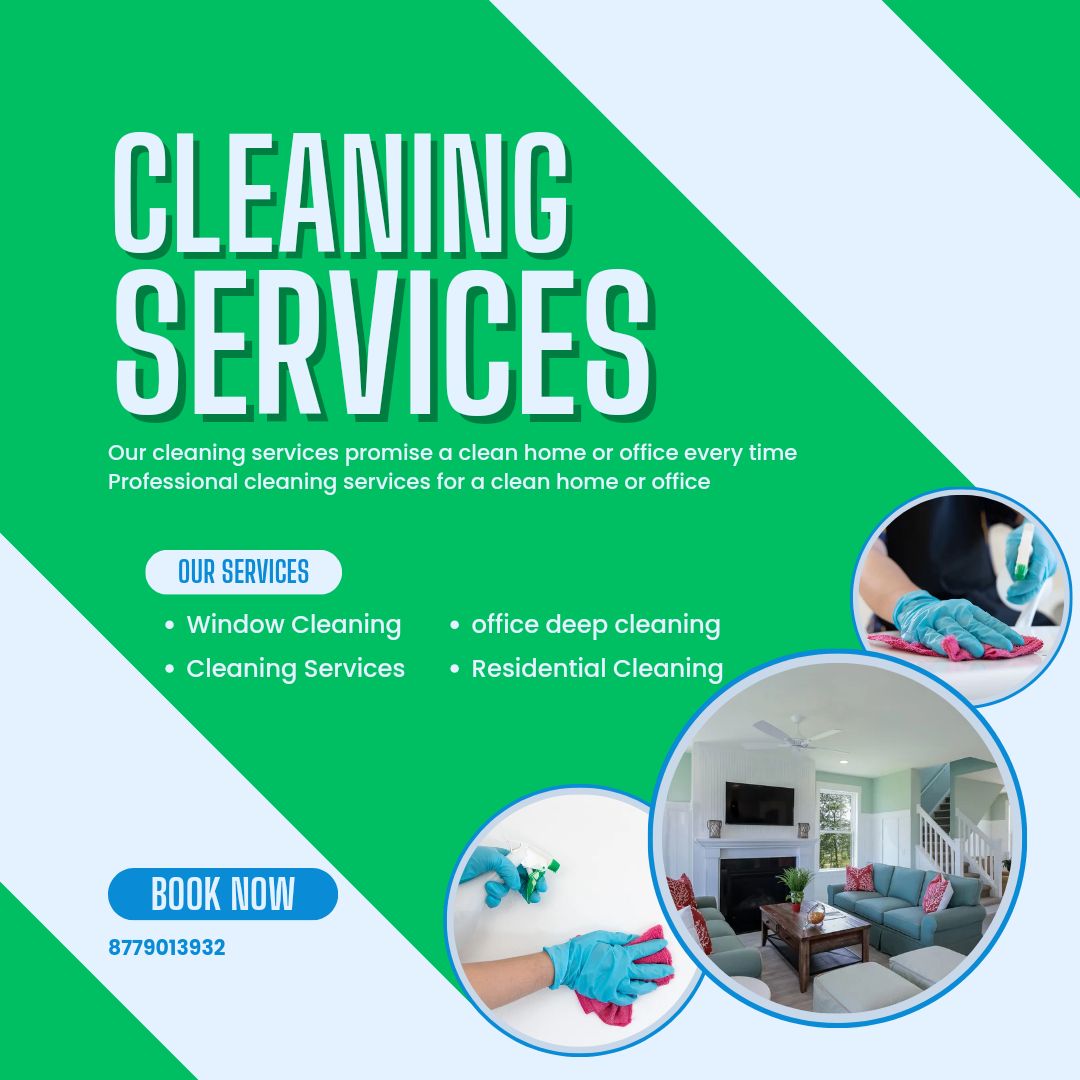 CLEANING
SERVICES
Our cleaning services promise a clean home or office every time
Professional cleaning services for a clean home or office
OUR SERVICES
• Window Cleaning
• Cleaning Services
• office deep cleaning
• Residential Cleaning
BOOK NOW
8779013932